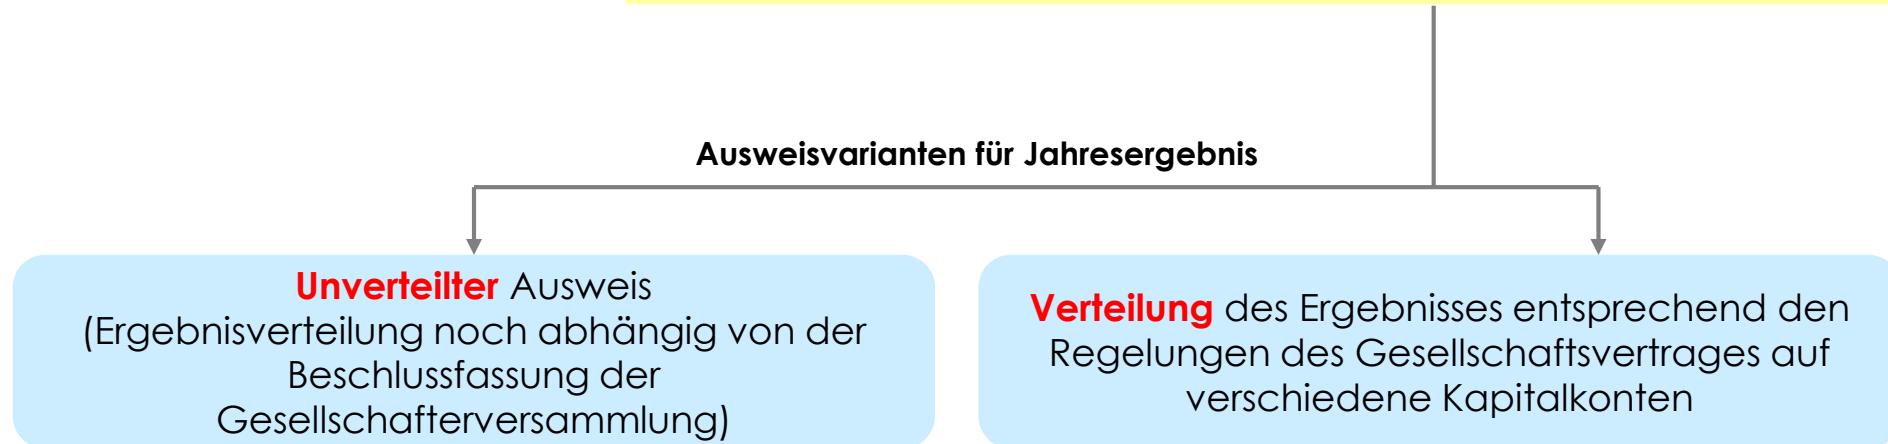 Ausweisvarianten für Jahresergebnis
Unverteilter Ausweis
(Ergebnisverteilung noch abhängig von der
Beschlussfassung der
Gesellschafterversammlung)
Verteilung des Ergebnisses entsprechend den
Regelungen des Gesellschaftsvertrages auf
verschiedene Kapitalkonten